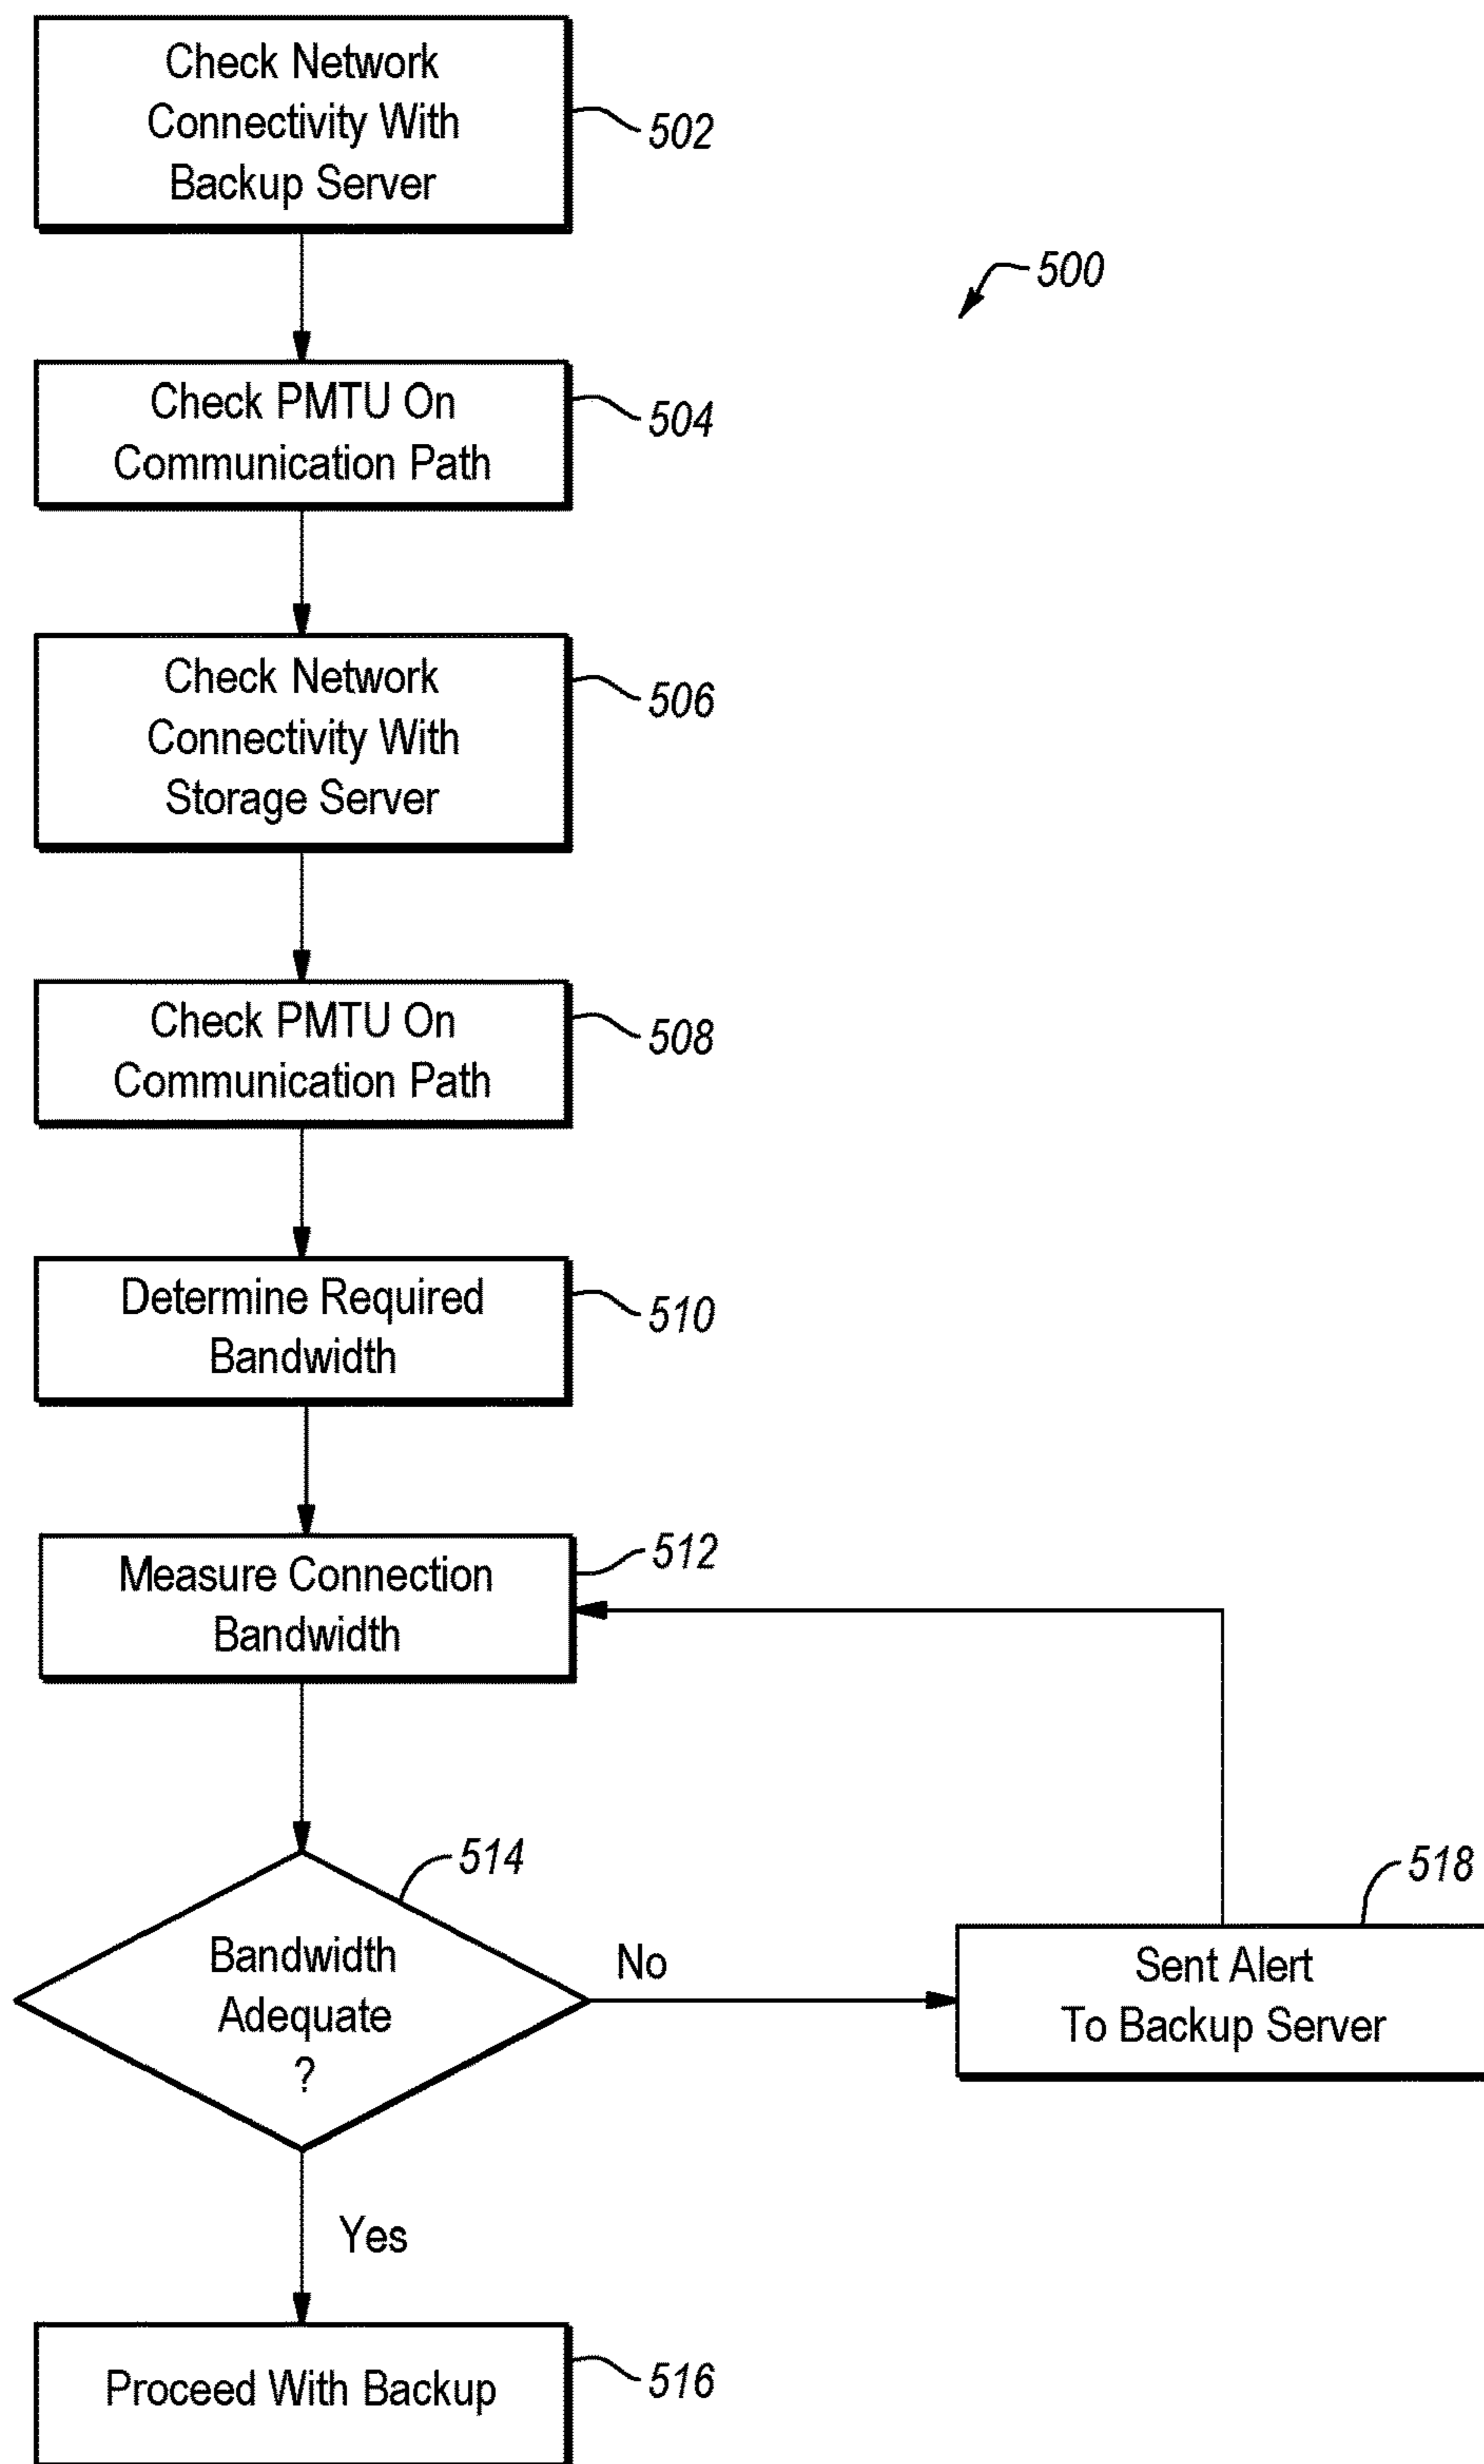 Check Network
Connectivity With
Backup Server
502
500
Check PMTU On
Communication Path
504
Check Network
Connectivity With
Storage Server
506
Check PMTU On
Communication Path
508
Determine Required
Bandwidth
510
Measure Connection
Bandwidth
512
514
Bandwidth
Adequate
?
No
518
Sent Alert
To Backup Server
Yes
Proceed With Backup
516